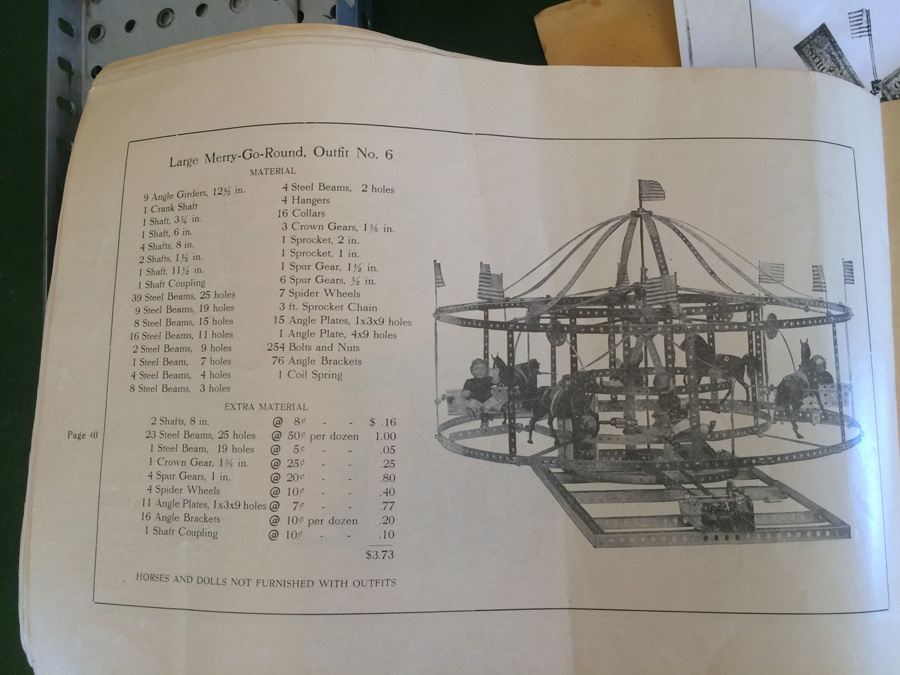 Large Merry-Go-Round, Outfit No. 6
MATERIAL
9 Angle Girders, 12½ in.
1 Crank Shaft
1 Shaft, 3¾ in.
1 Shaft, 6 in.
4 Shafts, 8 in.
2 Shafts, 1½ in.
1 Shaft, 11½ in.
1 Shaft Coupling
39 Steel Beams, 25 holes
9 Steel Beams, 19 holes
8 Steel Beams, 15 holes
16 Steel Beams, 11 holes
2 Steel Beams, 9 holes
1 Steel Beam, 7 holes
4 Steel Beams, 4 holes
8 Steel Beams, 3 holes
4 Steel Beams, 2 holes
4 Hangers
16 Collars
3 Crown Gears, 1⅝ in.
1 Sprocket, 2 in.
1 Sprocket, 1 in.
1 Spur Gear, 1½ in.
6 Spur Gears, ½ in.
7 Spider Wheels
3 ft. Sprocket Chain
15 Angle Plates, 1x3x9 holes
1 Angle Plate, 4x9 holes
254 Bolts and Nuts
76 Angle Brackets
1 Coil Spring
EXTRA MATERIAL
2 Shafts, 8 in. @ 8¢ - - $ .16
23 Steel Beams, 25 holes @ 50¢ per dozen 1.00
1 Steel Beam, 19 holes @ 5¢ - - .05
1 Crown Gear, 1⅝ in. @ 25¢ - - .25
4 Spur Gears, 1 in. @ 20¢ - - .80
4 Spider Wheels @ 10¢ - - .40
11 Angle Plates, 1x3x9 holes @ 7¢ - - .77
16 Angle Brackets @ 10¢ per dozen .20
1 Shaft Coupling @ 10¢ - - .10
$3.73
Page 40
HORSES AND DOLLS NOT FURNISHED WITH OUTFITS